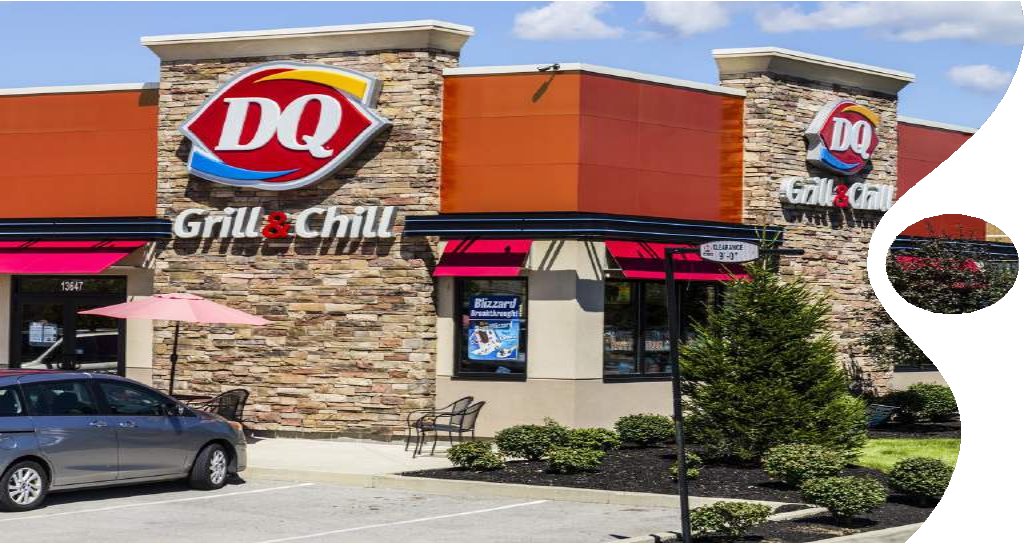 DQ
Grill & Chill
DQ
Grill & Chill
CLEARANCE
9'-0"
13647
Blizzard
Breakthrough!